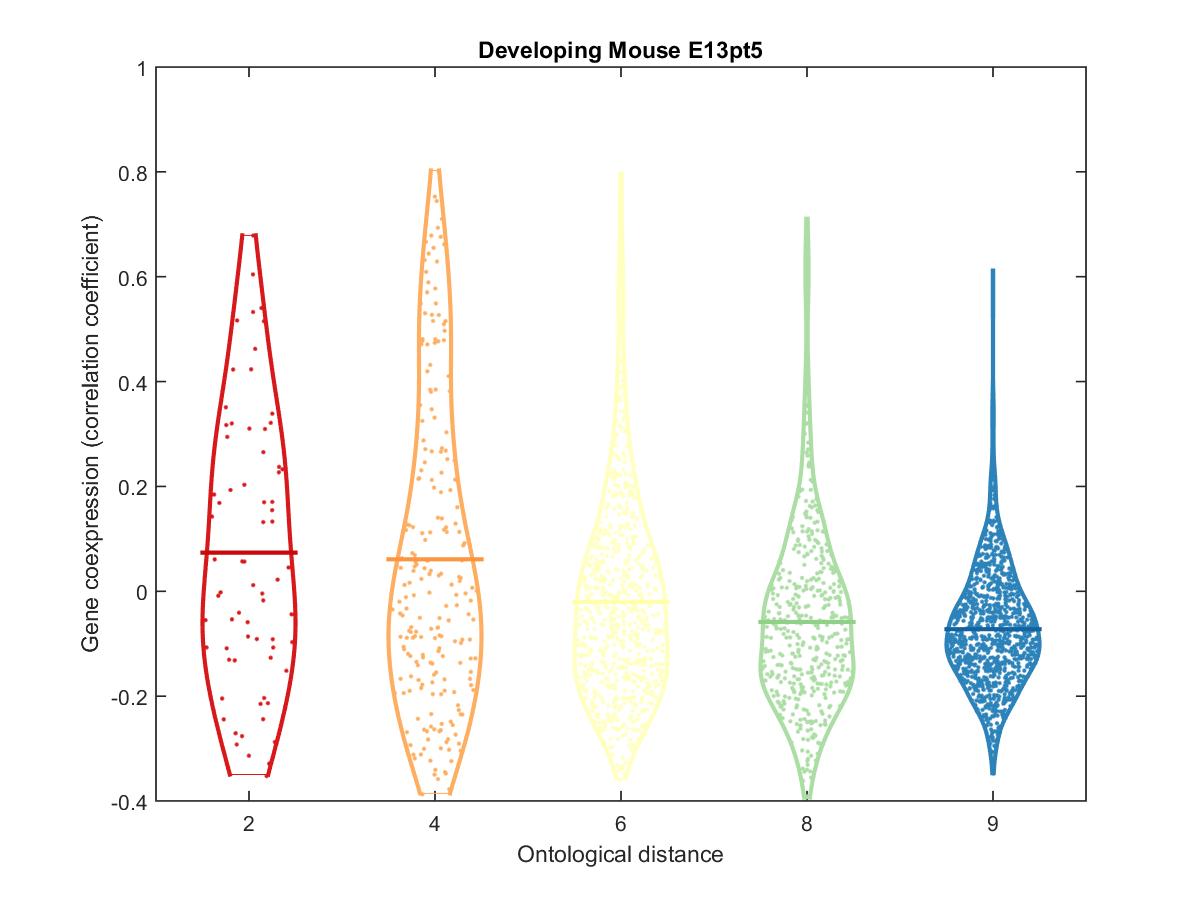 Developing Mouse E13pt5
Gene coexpression (correlation coefficient)
1
0.8
0.6
0.4
0.2
0
-0.2
-0.4
2 4 6 8 9
Ontological distance